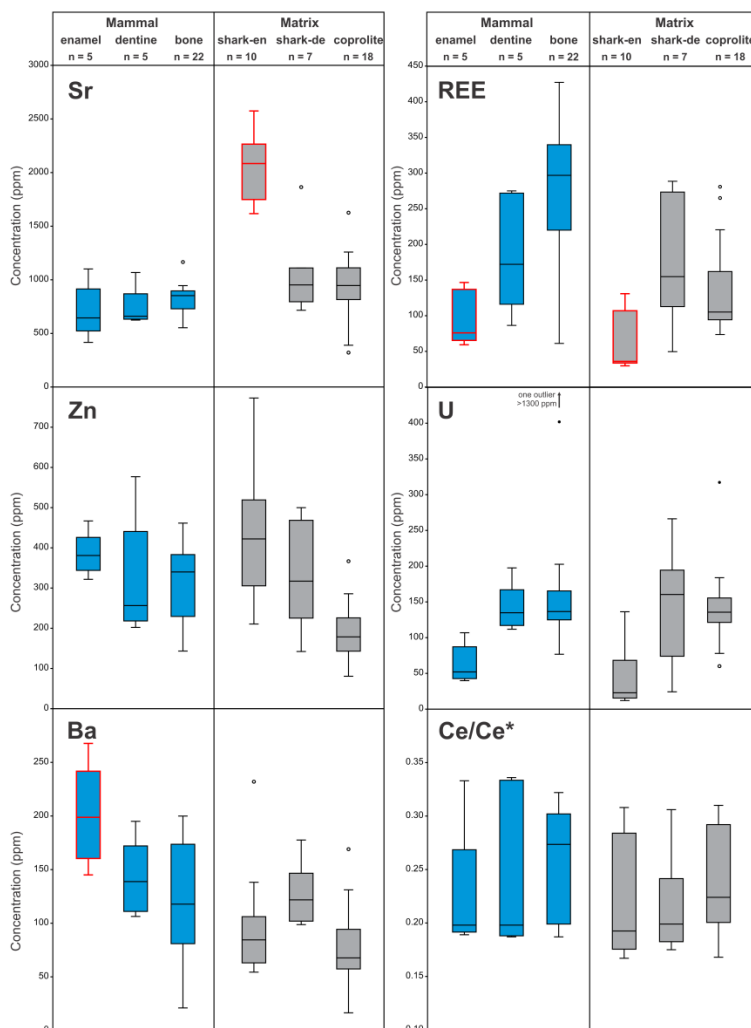 Mammal Matrix
enamel dentine bone shark-en shark-de coprolite
n = 5 n = 5 n = 22 n = 10 n = 7 n = 18
Sr
Concentration (ppm)
3000
2500
2000
1500
1000
500
0
Zn
Concentration (ppm)
700
600
500
400
300
200
100
0
Ba
Concentration (ppm)
250
200
150
100
50
0
Mammal Matrix
enamel dentine bone shark-en shark-de coprolite
n = 5 n = 5 n = 22 n = 10 n = 7 n = 18
REE
Concentration (ppm)
450
400
350
300
250
200
150
100
50
0
U
one outlier
>1300 ppm
Concentration (ppm)
400
350
300
250
200
150
100
50
0
Ce/Ce*
0.35
0.30
0.25
0.20
0.15
0.10